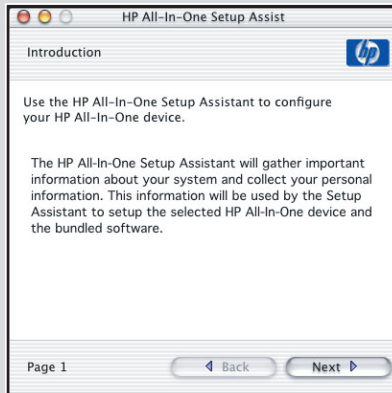 HP All-In-One Setup Assist
Introduction
hp
Use the HP All-In-One Setup Assistant to configure
your HP All-In-One device.
The HP All-In-One Setup Assistant will gather important
information about your system and collect your personal
information. This information will be used by the Setup
Assistant to setup the selected HP All-In-One device and
the bundled software.
Page 1
Back
Next